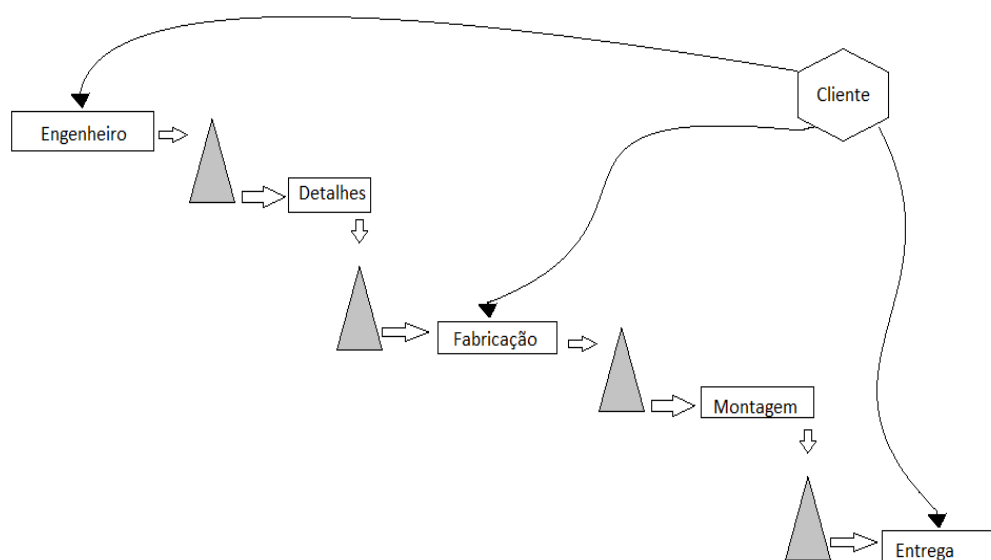 Cliente
Engenheiro
Detalhes
Fabricação
Montagem
Entrega